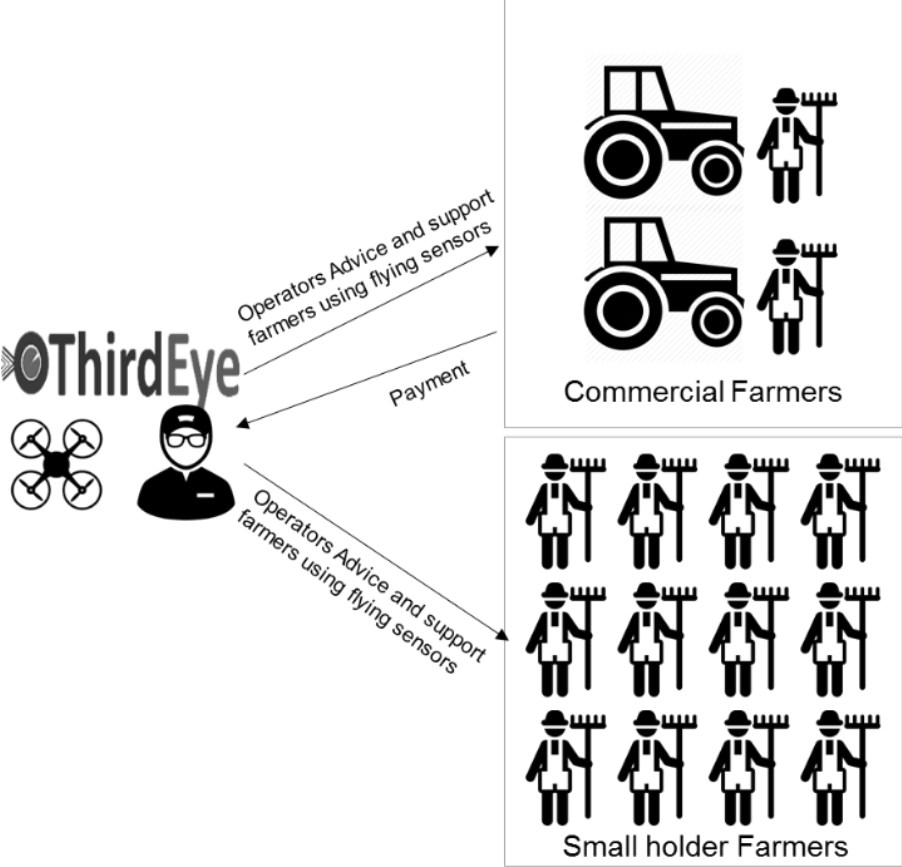 Operators Advice and support
farmers using flying sensors
ThirdEye
Payment
Commercial Farmers
Operators Advice and support
farmers using flying sensors
Small holder Farmers